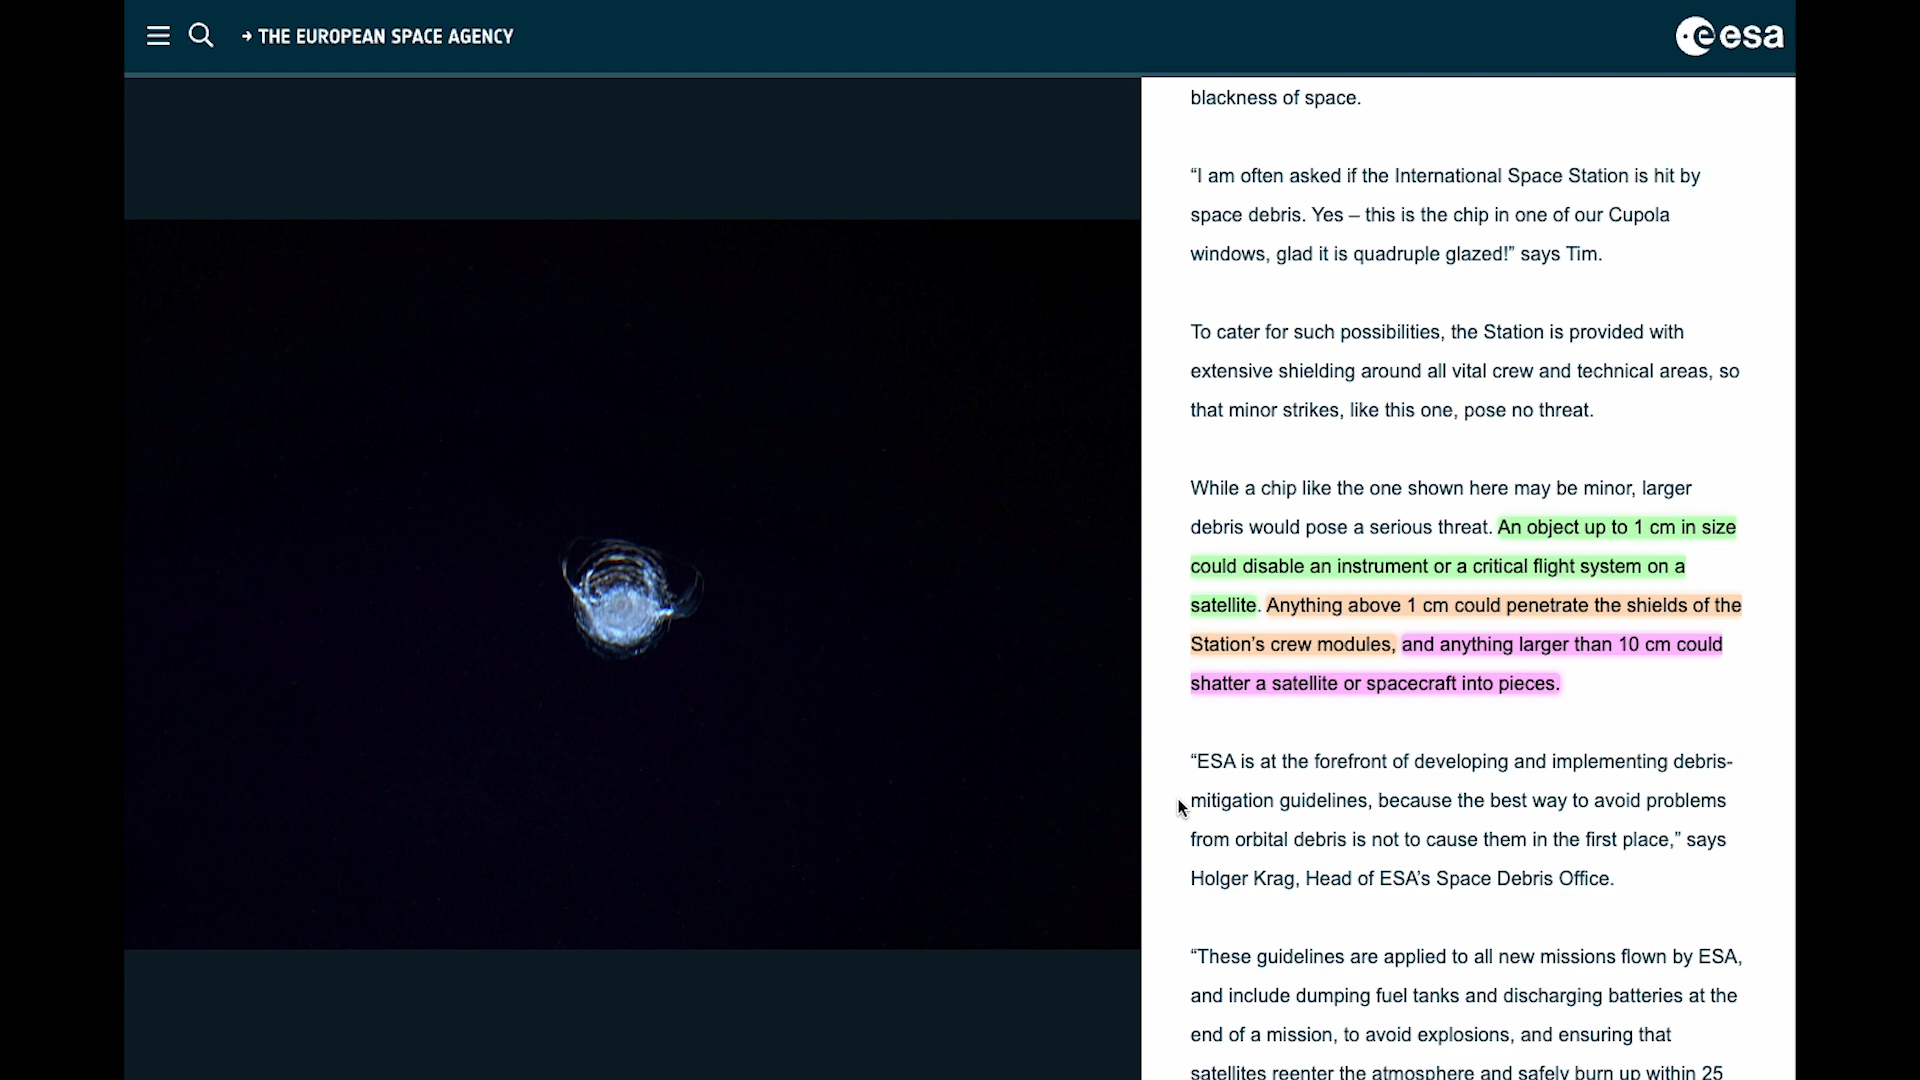 → THE EUROPEAN SPACE AGENCY
esa
blackness of space.
“I am often asked if the International Space Station is hit by
space debris. Yes – this is the chip in one of our Cupola
windows, glad it is quadruple glazed!” says Tim.
To cater for such possibilities, the Station is provided with
extensive shielding around all vital crew and technical areas, so
that minor strikes, like this one, pose no threat.
While a chip like the one shown here may be minor, larger
debris would pose a serious threat. An object up to 1 cm in size
could disable an instrument or a critical flight system on a
satellite. Anything above 1 cm could penetrate the shields of the
Station’s crew modules, and anything larger than 10 cm could
shatter a satellite or spacecraft into pieces.
“ESA is at the forefront of developing and implementing debris-
mitigation guidelines, because the best way to avoid problems
from orbital debris is not to cause them in the first place,” says
Holger Krag, Head of ESA’s Space Debris Office.
“These guidelines are applied to all new missions flown by ESA,
and include dumping fuel tanks and discharging batteries at the
end of a mission, to avoid explosions, and ensuring that
satellites reenter the atmosphere and safely burn up within 25